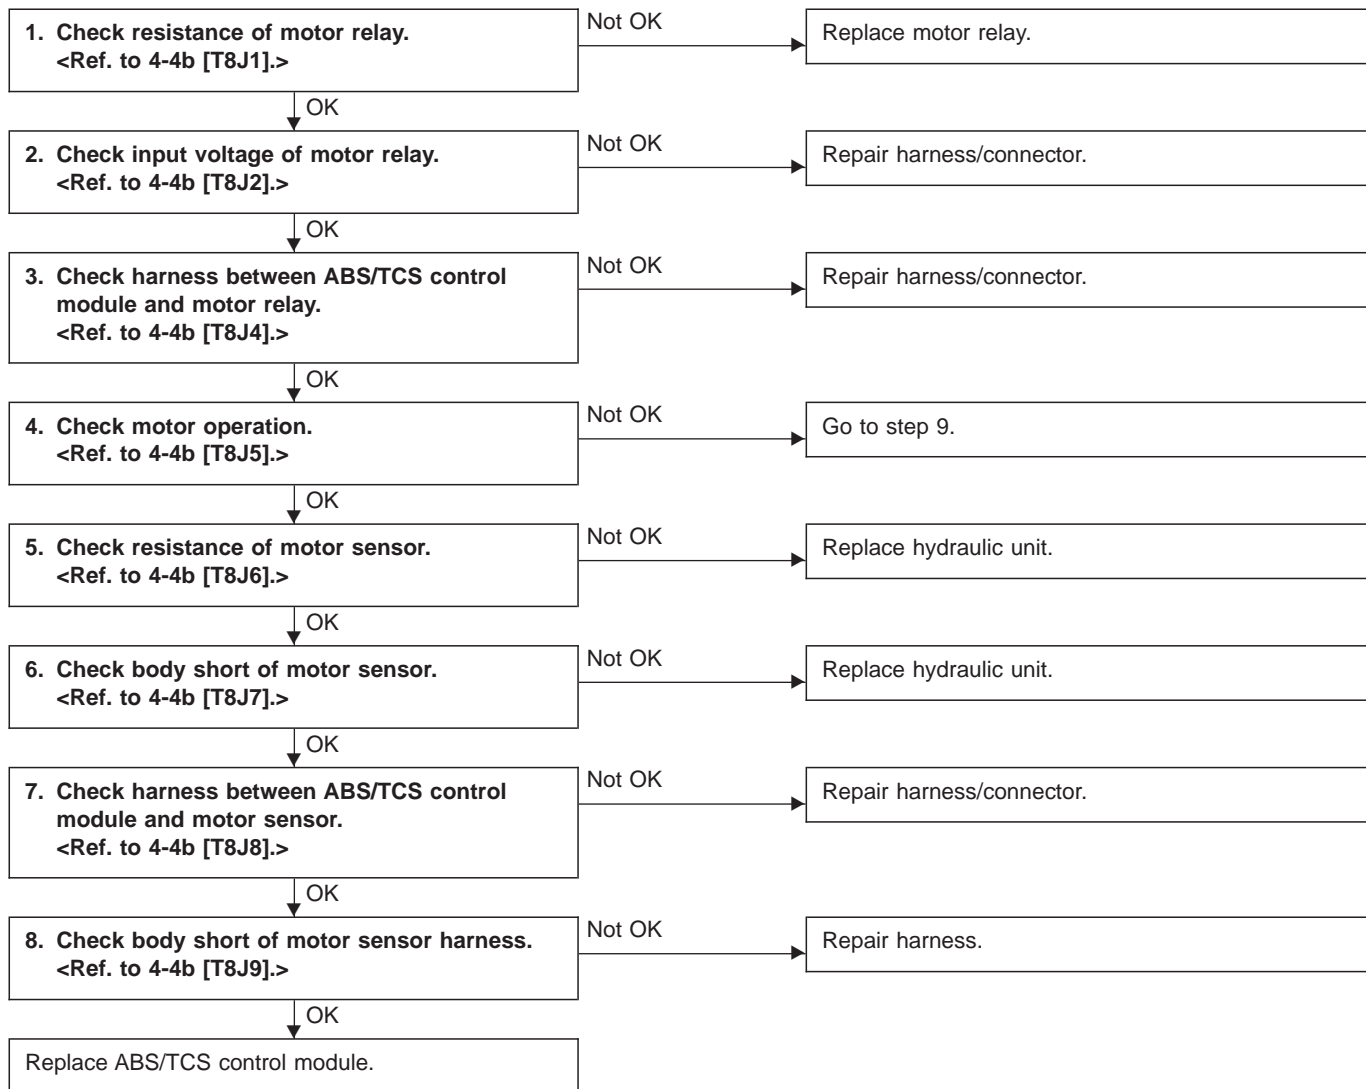 1. Check resistance of motor relay.
<Ref. to 4-4b [T8J1].>
Not OK
Replace motor relay.
OK
2. Check input voltage of motor relay.
<Ref. to 4-4b [T8J2].>
Not OK
Repair harness/connector.
OK
3. Check harness between ABS/TCS control
module and motor relay.
<Ref. to 4-4b [T8J4].>
Not OK
Repair harness/connector.
OK
4. Check motor operation.
<Ref. to 4-4b [T8J5].>
Not OK
Go to step 9.
OK
5. Check resistance of motor sensor.
<Ref. to 4-4b [T8J6].>
Not OK
Replace hydraulic unit.
OK
6. Check body short of motor sensor.
<Ref. to 4-4b [T8J7].>
Not OK
Replace hydraulic unit.
OK
7. Check harness between ABS/TCS control
module and motor sensor.
<Ref. to 4-4b [T8J8].>
Not OK
Repair harness/connector.
OK
8. Check body short of motor sensor harness.
<Ref. to 4-4b [T8J9].>
Not OK
Repair harness.
OK
Replace ABS/TCS control module.